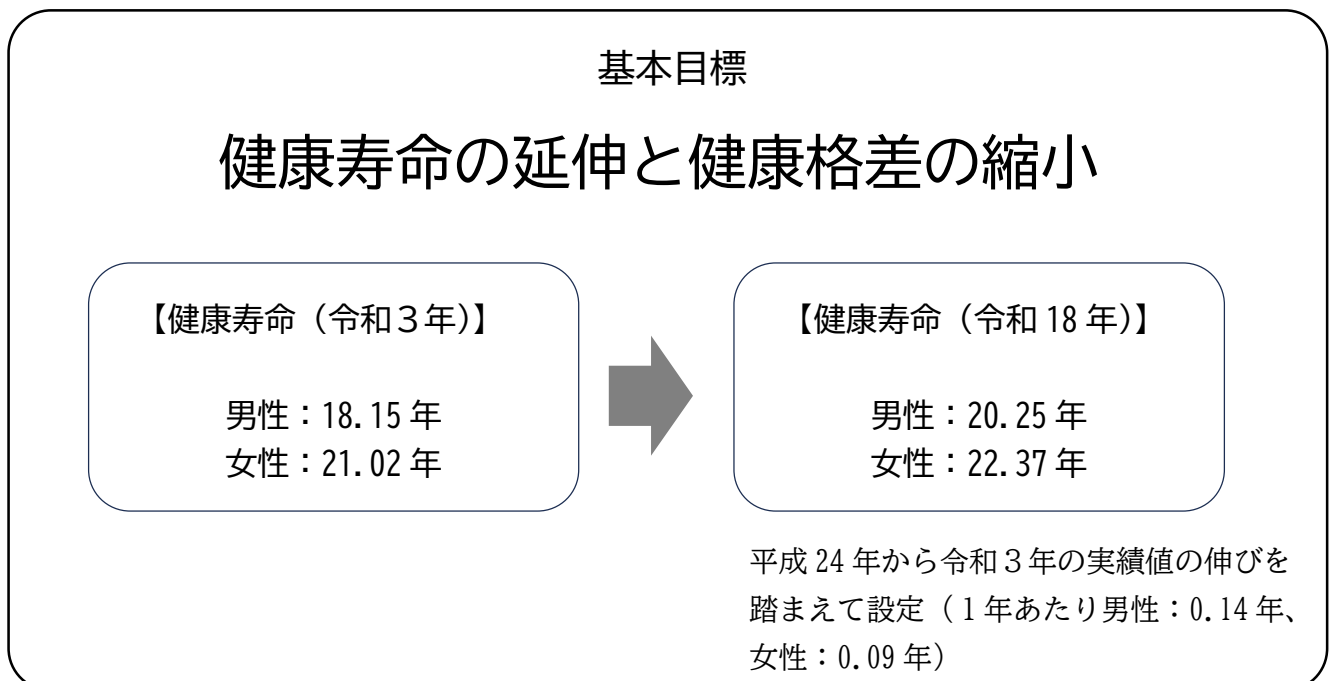 基本目標
健康寿命の延伸と健康格差の縮小
【健康寿命（令和３年）】
男性：18.15 年
女性：21.02 年
【健康寿命（令和 18 年）】
男性：20.25 年
女性：22.37 年
平成 24 年から令和３年の実績値の伸びを
踏まえて設定（１年あたり男性：0.14 年、
女性：0.09 年）